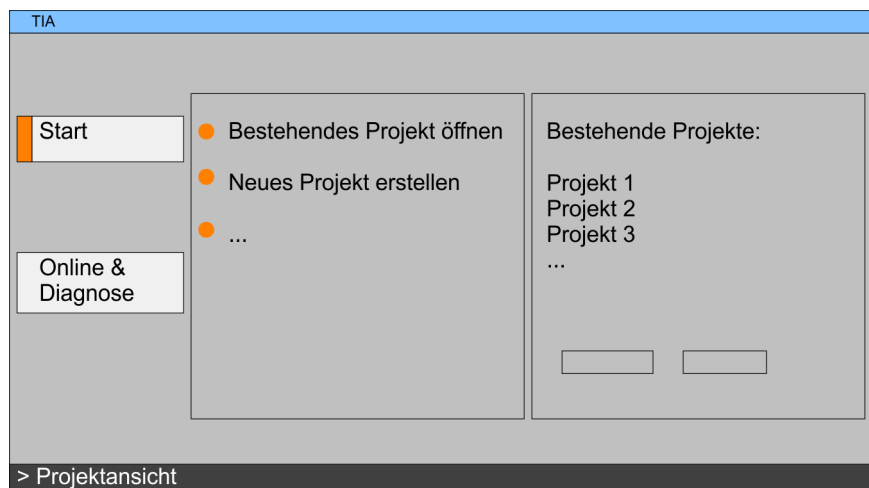 TIA
Start
Online &
Diagnose
Bestehendes Projekt öffnen
Neues Projekt erstellen
...
Bestehende Projekte:
Projekt 1
Projekt 2
Projekt 3
...
> Projektansicht